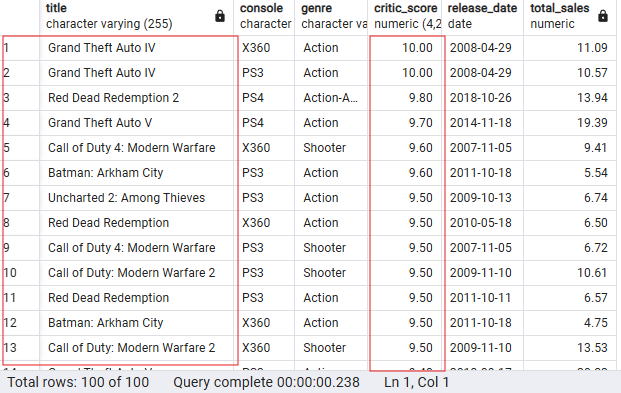 title console genre critic_score release_date total_sales
character varying (255) character character va numeric (4,2 date numeric
1 Grand Theft Auto IV X360 Action 10.00 2008-04-29 11.09
2 Grand Theft Auto IV PS3 Action 10.00 2008-04-29 10.57
3 Red Dead Redemption 2 PS4 Action-A... 9.80 2018-10-26 13.94
4 Grand Theft Auto V PS4 Action 9.70 2014-11-18 19.39
5 Call of Duty 4: Modern Warfare X360 Shooter 9.60 2007-11-05 9.41
6 Batman: Arkham City PS3 Action 9.60 2011-10-18 5.54
7 Uncharted 2: Among Thieves PS3 Action 9.50 2009-10-13 6.74
8 Red Dead Redemption X360 Action 9.50 2010-05-18 6.50
9 Call of Duty 4: Modern Warfare PS3 Shooter 9.50 2007-11-05 6.72
10 Call of Duty: Modern Warfare 2 PS3 Shooter 9.50 2009-11-10 10.61
11 Red Dead Redemption PS3 Action 9.50 2011-10-11 6.57
12 Batman: Arkham City X360 Action 9.50 2011-10-18 4.75
13 Call of Duty: Modern Warfare 2 X360 Shooter 9.50 2009-11-10 13.53
Total rows: 100 of 100 Query complete 00:00:00.238 Ln 1, Col 1